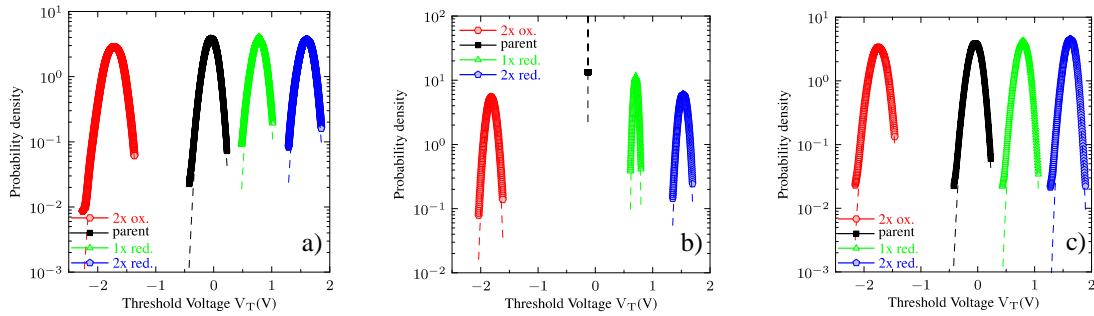 10^1
10^0
10^-1
10^-2
10^-3
Probability density
2x ox.
parent
1x red.
2x red.
a)
−2 −1 0 1 2
Threshold Voltage V_T(V)
10^2
10^1
10^0
10^-1
10^-2
Probability density
2x ox.
parent
1x red.
2x red.
b)
−2 −1 0 1 2
Threshold Voltage V_T(V)
10^1
10^0
10^-1
10^-2
10^-3
Probability density
2x ox.
parent
1x red.
2x red.
c)
−2 −1 0 1 2
Threshold Voltage V_T(V)